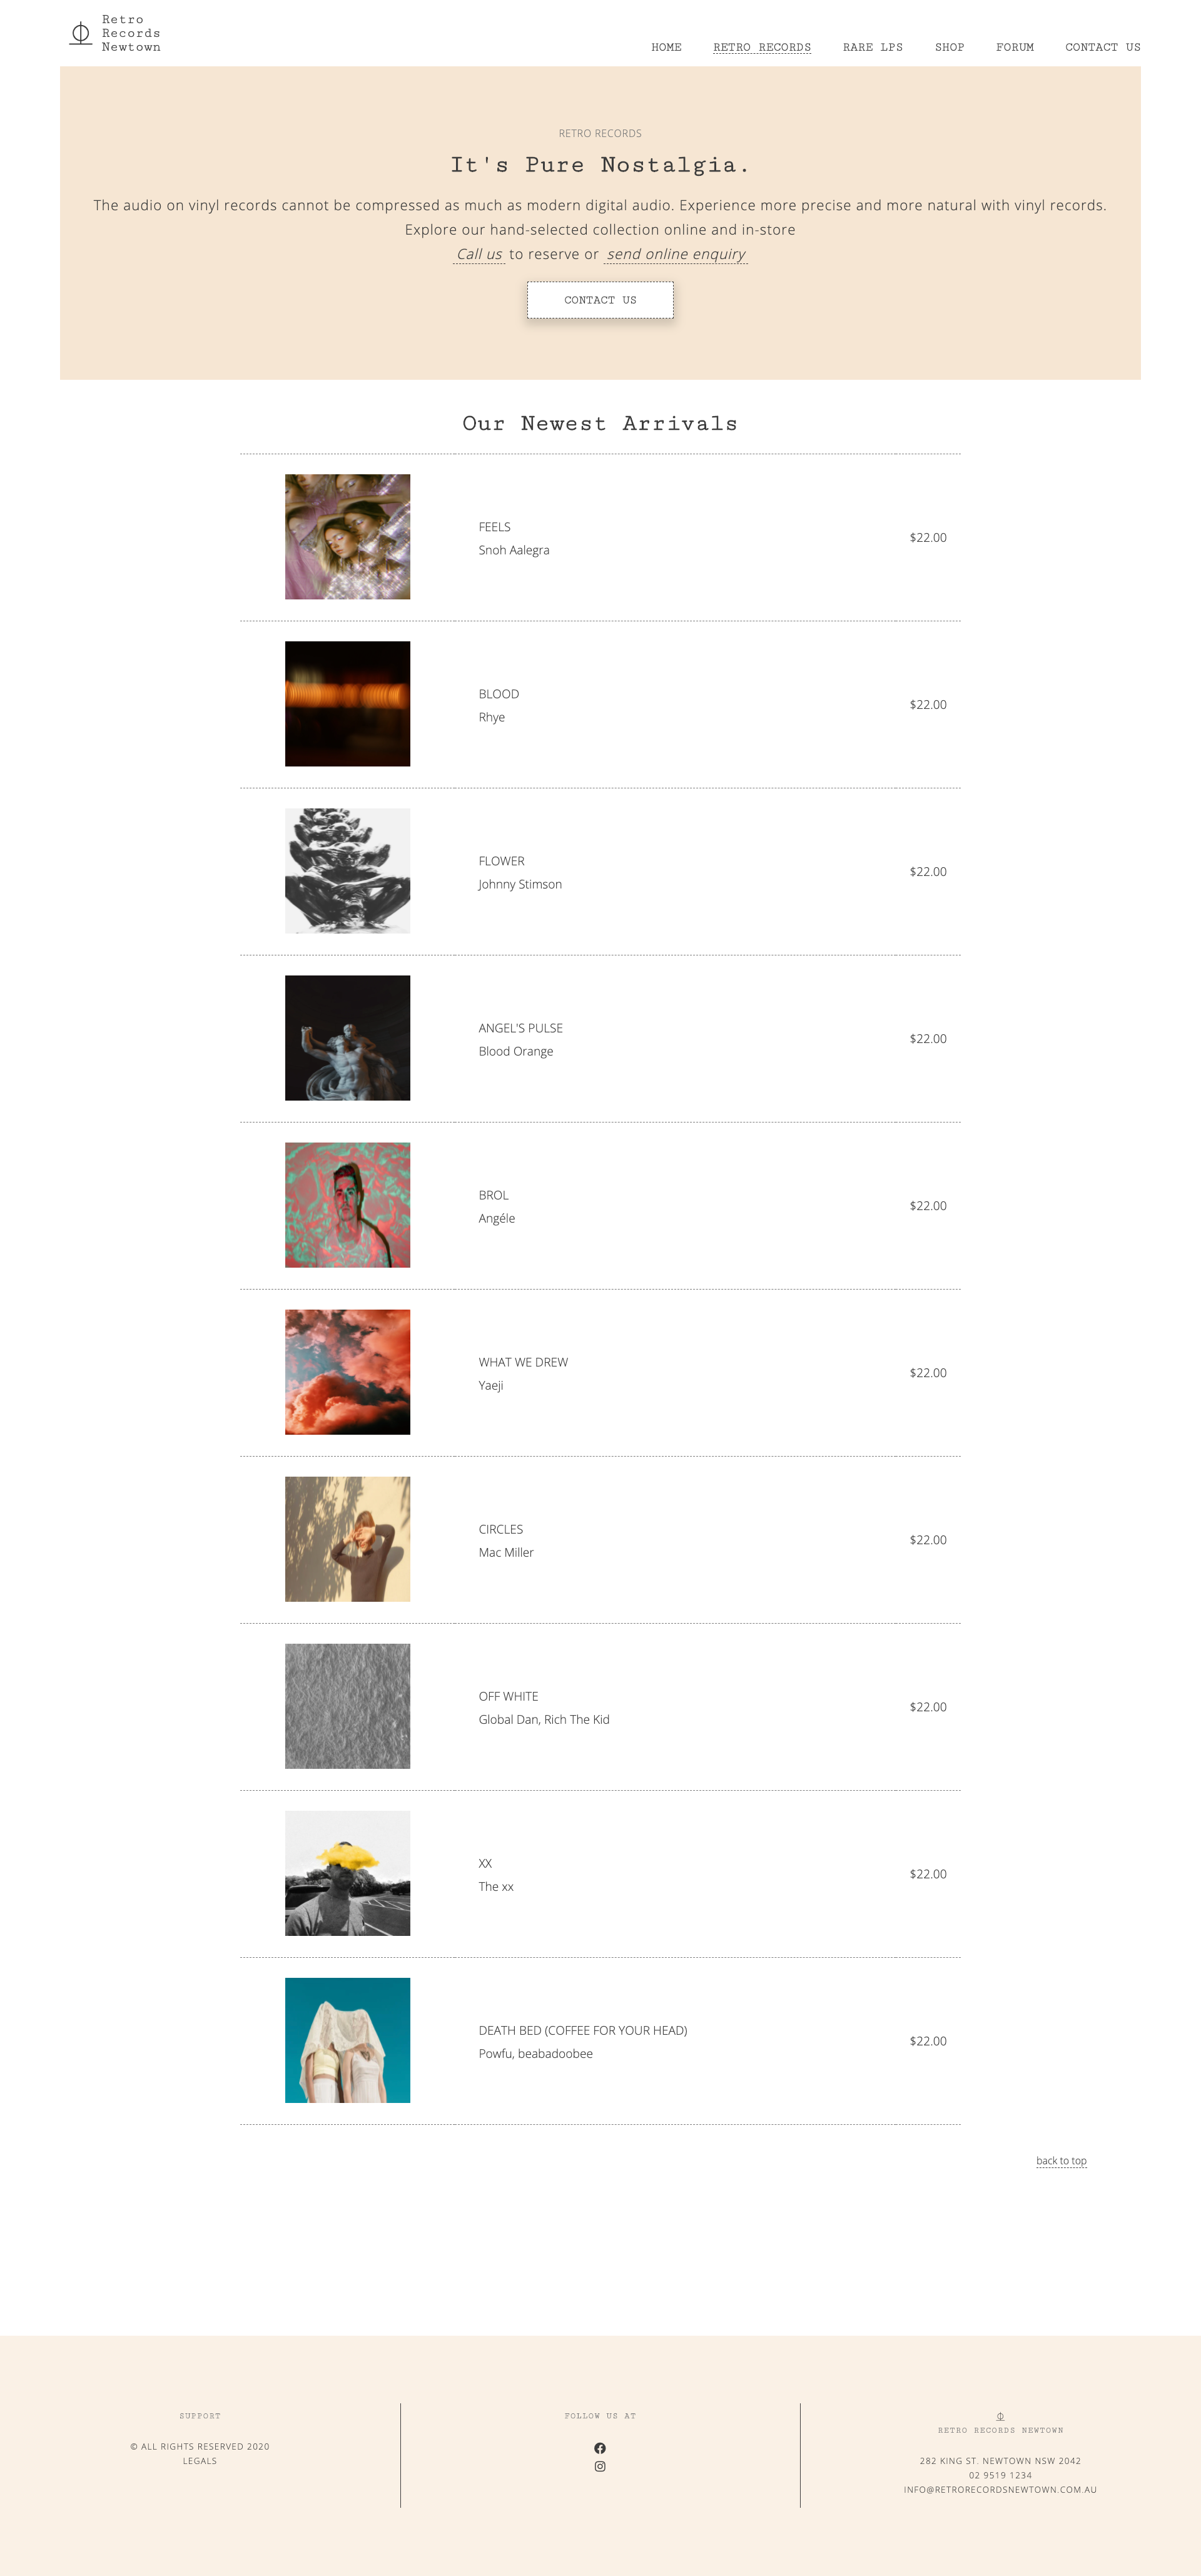 Retro
Records
Newtown
HOME
RETRO RECORDS
RARE LPS
SHOP
FORUM
CONTACT US
RETRO RECORDS
It's Pure Nostalgia.
The audio on vinyl records cannot be compressed as much as modern digital audio. Experience more precise and more natural with vinyl records.
Explore our hand-selected collection online and in-store
Call us to reserve or send online enquiry
CONTACT US
Our Newest Arrivals
FEELS
Snoh Aalegra
$22.00
BLOOD
Rhye
$22.00
FLOWER
Johnny Stimson
$22.00
ANGEL'S PULSE
Blood Orange
$22.00
BROL
Angéle
$22.00
WHAT WE DREW
Yaeji
$22.00
CIRCLES
Mac Miller
$22.00
OFF WHITE
Global Dan, Rich The Kid
$22.00
XX
The xx
$22.00
DEATH BED (COFFEE FOR YOUR HEAD)
Powfu, beabadoobee
$22.00
back to top
SUPPORT
© ALL RIGHTS RESERVED 2020
LEGALS
FOLLOW US AT
RETRO RECORDS NEWTOWN
282 KING ST. NEWTOWN NSW 2042
02 9519 1234
INFO@RETRORECORDSNEWTOWN.COM.AU